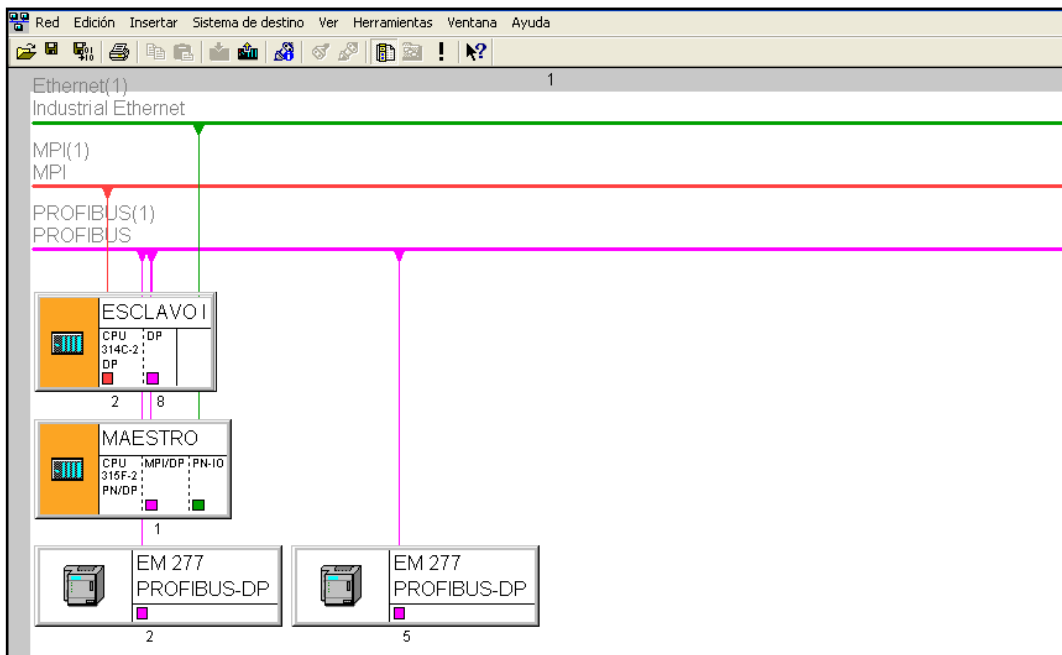 Red Edición Insertar Sistema de destino Ver Herramientas Ventana Ayuda
1
Ethernet(1)
Industrial Ethernet
MPI(1)
MPI
PROFIBUS(1)
PROFIBUS
ESCLAVO I
CPU DP
314C-2
DP
2 8
MAESTRO
CPU MPI/DP PN-IO
315F-2
PN/DP
1
EM 277 EM 277
PROFIBUS-DP PROFIBUS-DP
2 5